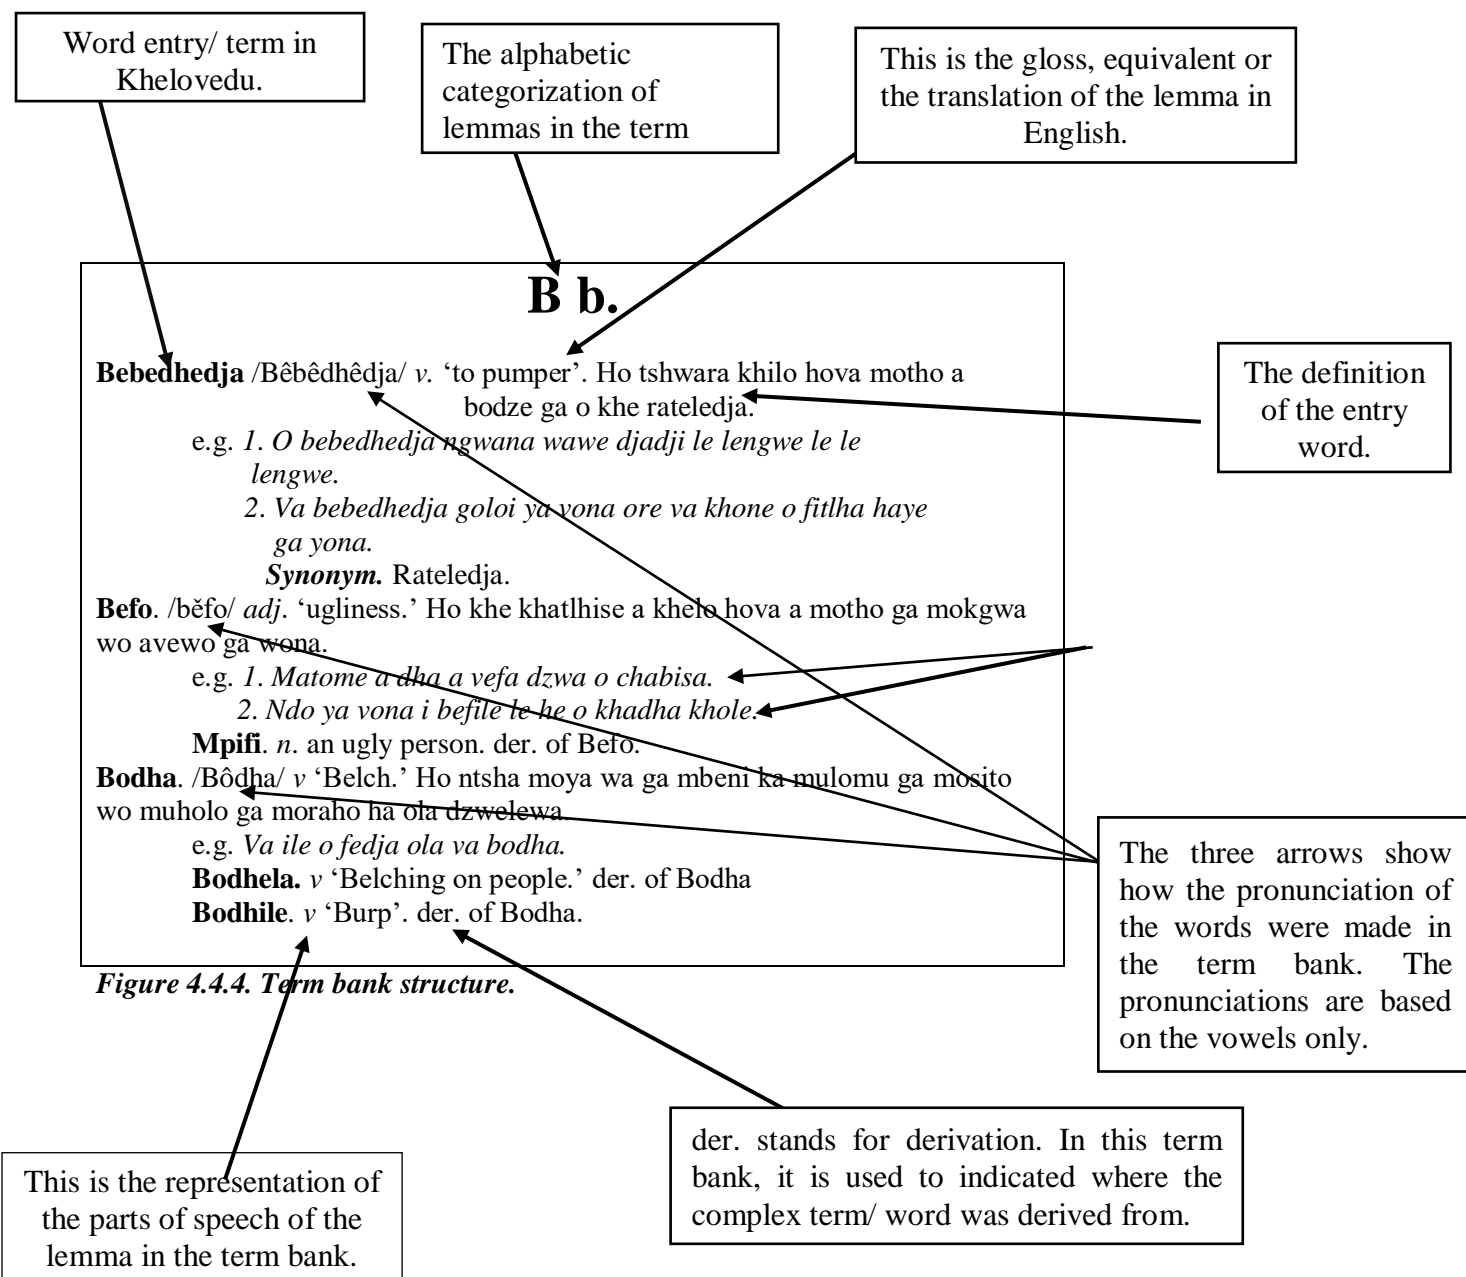 Word entry/ term in
Khelovedu.
The alphabetic
categorization of
lemmas in the term
This is the gloss, equivalent or
the translation of the lemma in
English.
B b.
Bebedhedja /Bêbêdhêdja/ v. ‘to pumper’. Ho tshwara khilo hova motho a
bodze ga o khe rateledja.
e.g. 1. O bebedhedja ngwana wawe djadji le lengwe le le
lengwe.
2. Va bebedhedja goloi ya vona ore va khone o fitlha haye
ga yona.
Synonym. Rateledja.
Befo. /běfo/ adj. ‘ugliness.’ Ho khe khatlhise a khelo hova a motho ga mokgwa
wo avewo ga wona.
e.g. 1. Matome a dha a vefa dzwa o chabisa.
2. Ndo ya vona i befile le he o khadha khole.
Mpifi. n. an ugly person. der. of Befo.
Bodha. /Bôdha/ v ‘Belch.’ Ho ntsha moya wa ga mbeni ka mulomu ga mosito
wo muholo ga moraho ha ola dzwelewa.
e.g. Va ile o fedja ola va bodha.
Bodhela. v ‘Belching on people.’ der. of Bodha
Bodhile. v ‘Burp’. der. of Bodha.
The definition
of the entry
word.
The three arrows show
how the pronunciation of
the words were made in
the term bank. The
pronunciations are based
on the vowels only.
Figure 4.4.4. Term bank structure.
der. stands for derivation. In this term
bank, it is used to indicated where the
complex term/ word was derived from.
This is the representation of
the parts of speech of the
lemma in the term bank.